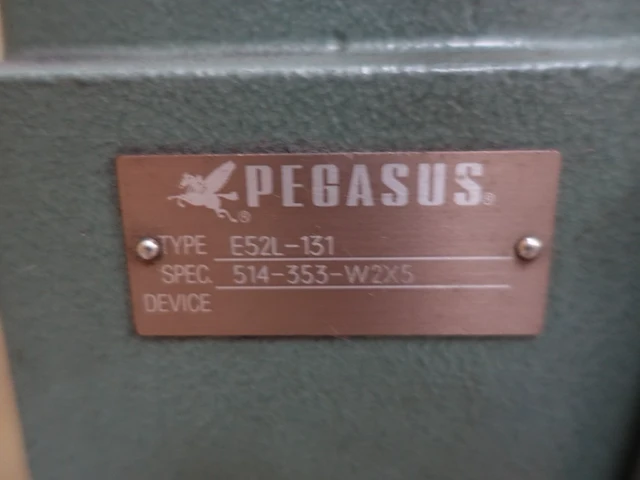 PEGASUS®
®
TYPE E52L-131
SPEC. 514-353-W2X5
DEVICE